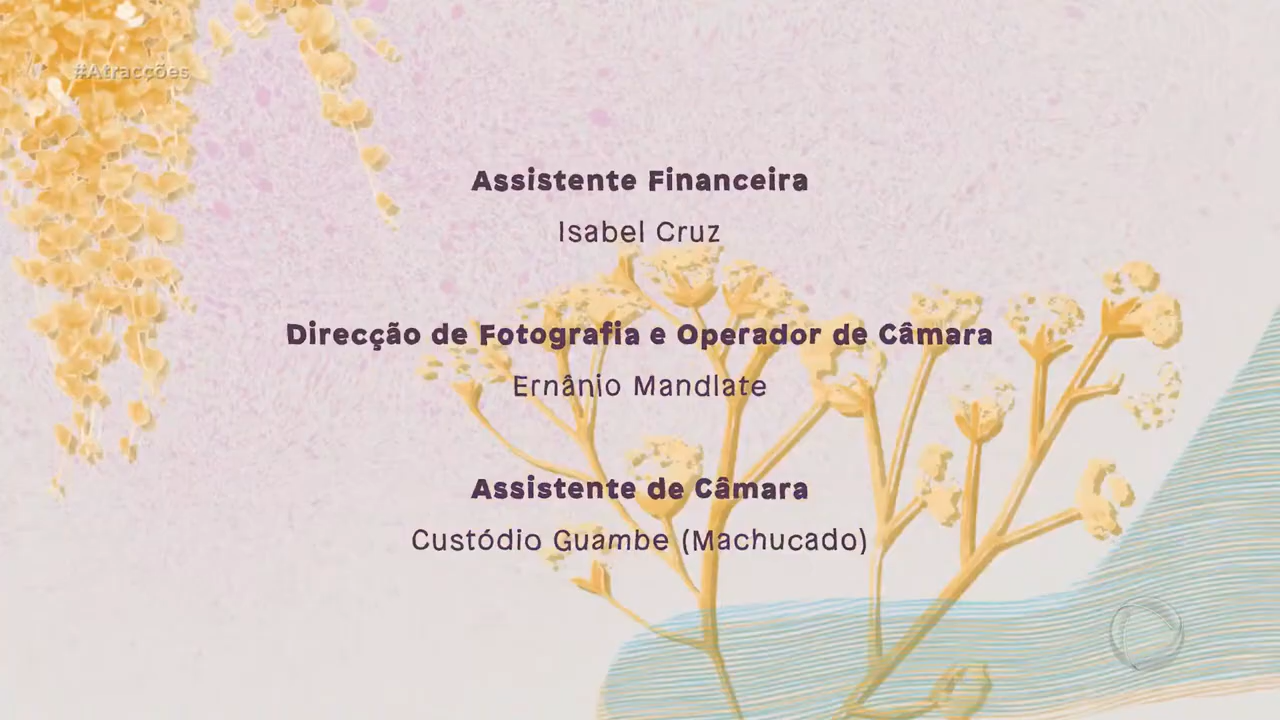 #Atracções
Assistente Financeira
Isabel Cruz
Direcção de Fotografia e Operador de Câmara
Ernânio Mandlate
Assistente de Câmara
Custódio Guambe (Machucado)